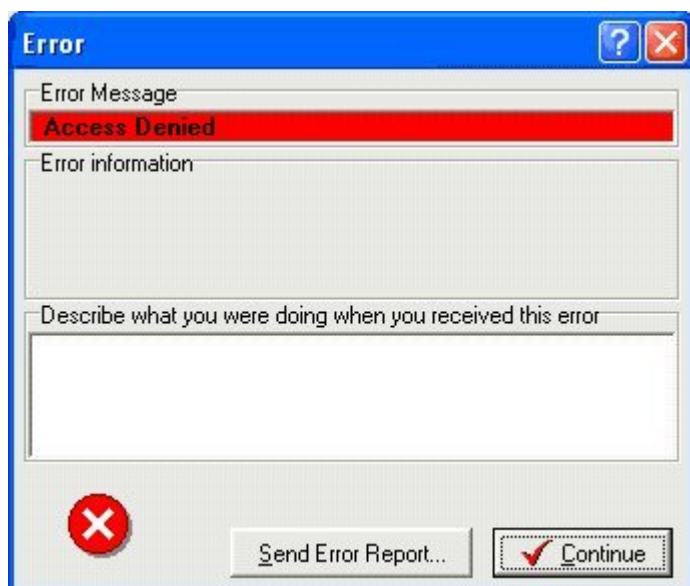 Error
Error Message
Access Denied
Error information
Describe what you were doing when you received this error
Send Error Report...
Continue